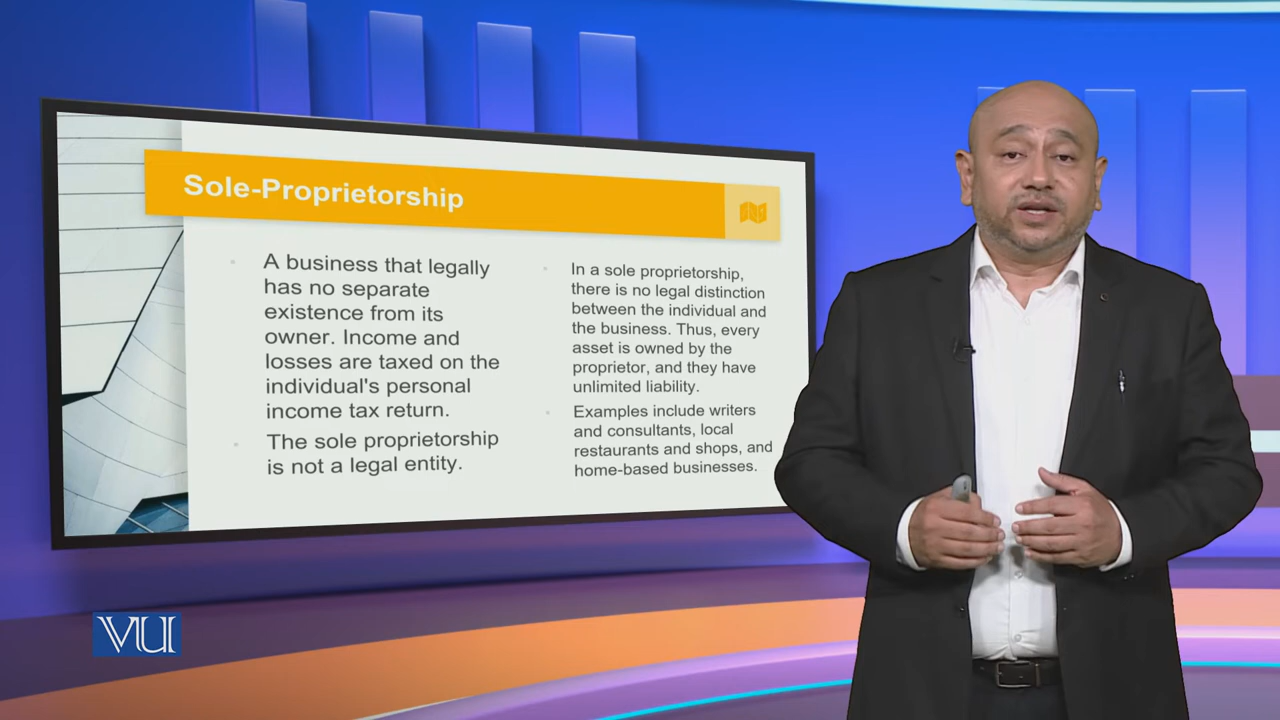 Sole-Proprietorship
A business that legally
has no separate
existence from its
owner. Income and
losses are taxed on the
individual's personal
income tax return.
The sole proprietorship
is not a legal entity.
In a sole proprietorship,
there is no legal distinction
between the individual and
the business. Thus, every
asset is owned by the
proprietor, and they have
unlimited liability.
Examples include writers
and consultants, local
restaurants and shops, and
home-based businesses.
VU